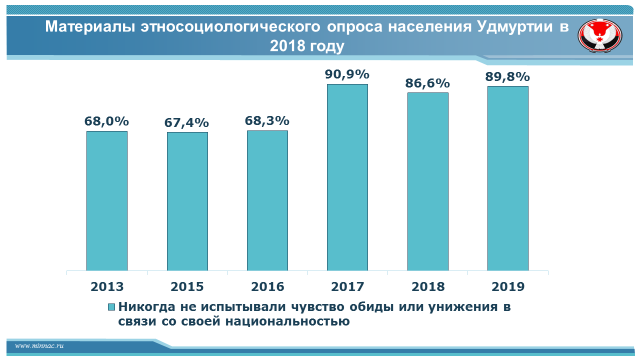 Материалы этносоциологического опроса населения Удмуртии в
2018 году
68,0% 67,4% 68,3% 90,9% 86,6% 89,8%
2013 2015 2016 2017 2018 2019
Никогда не испытывали чувство обиды или унижения в
связи со своей национальностью
www.minnac.ru